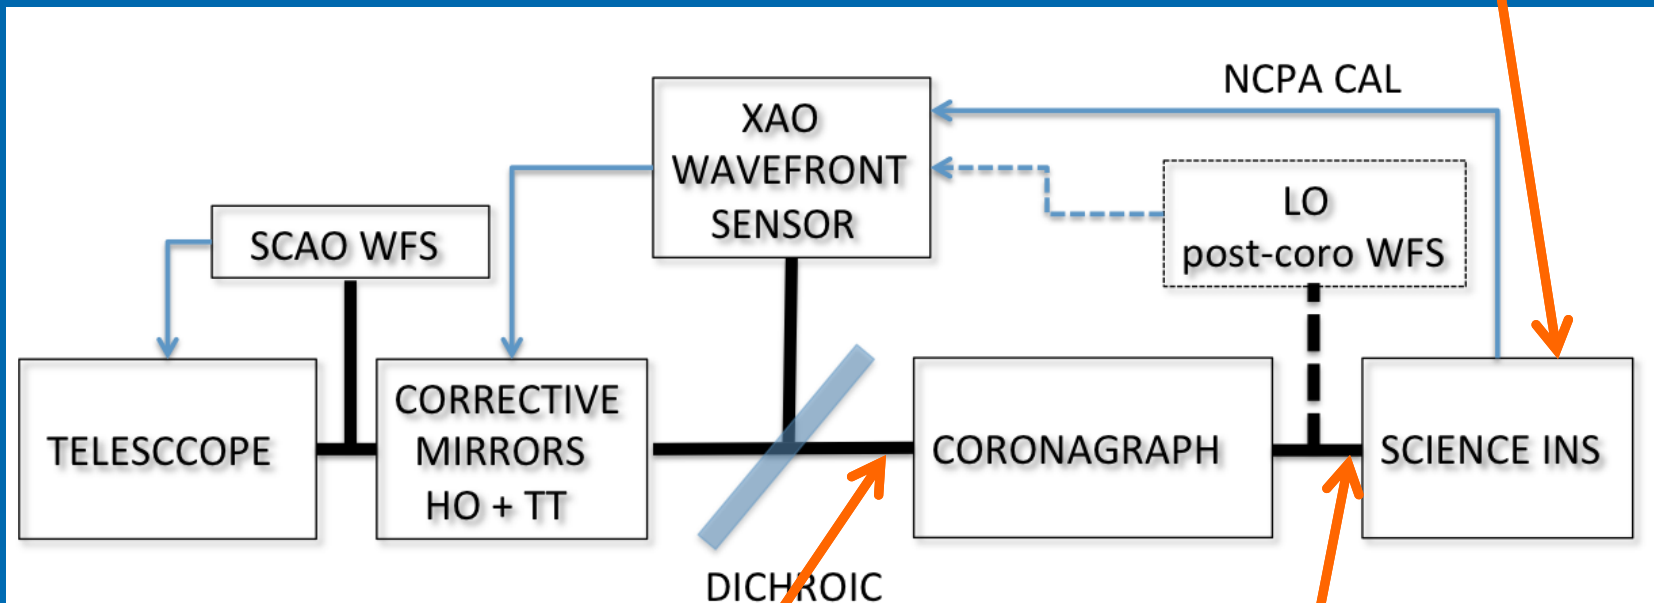 NCPA CAL
XAO
WAVEFRONT
SENSOR
LO
post-coro WFS
SCAO WFS
TELESCCOPE
CORRECTIVE
MIRRORS
HO + TT
CORONAGRAPH
SCIENCE INS
DICHROIC